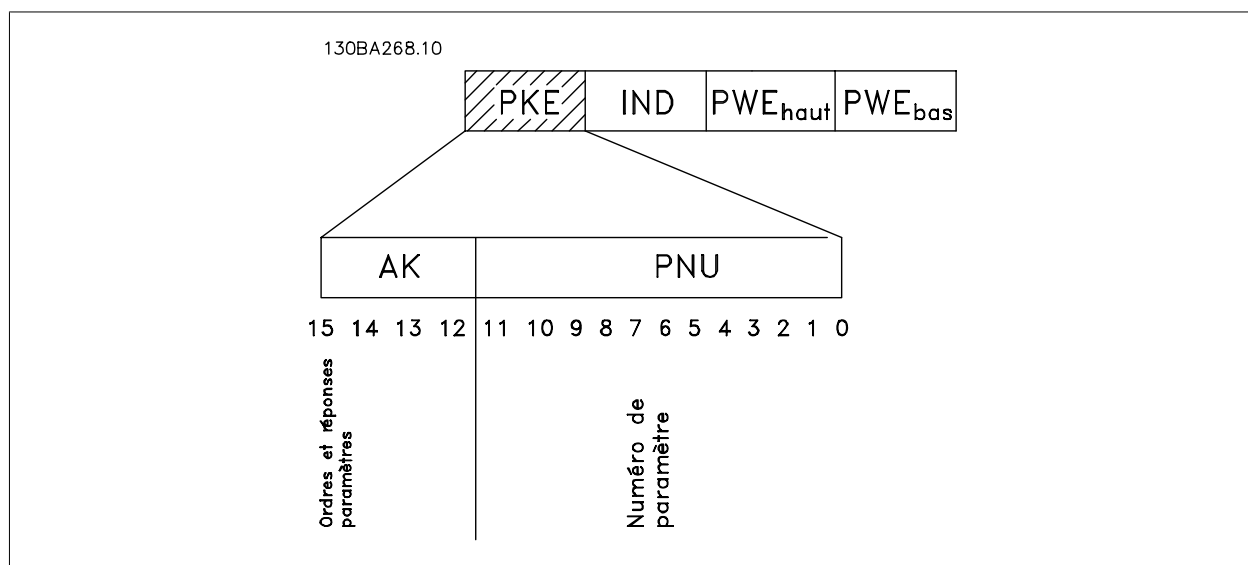 130BA268.10
PKE IND PWEhaut PWEbas
AK PNU
15 14 13 12 11 10 9 8 7 6 5 4 3 2 1 0
Ordres et réponses
paramètres
Numéro de
paramètre